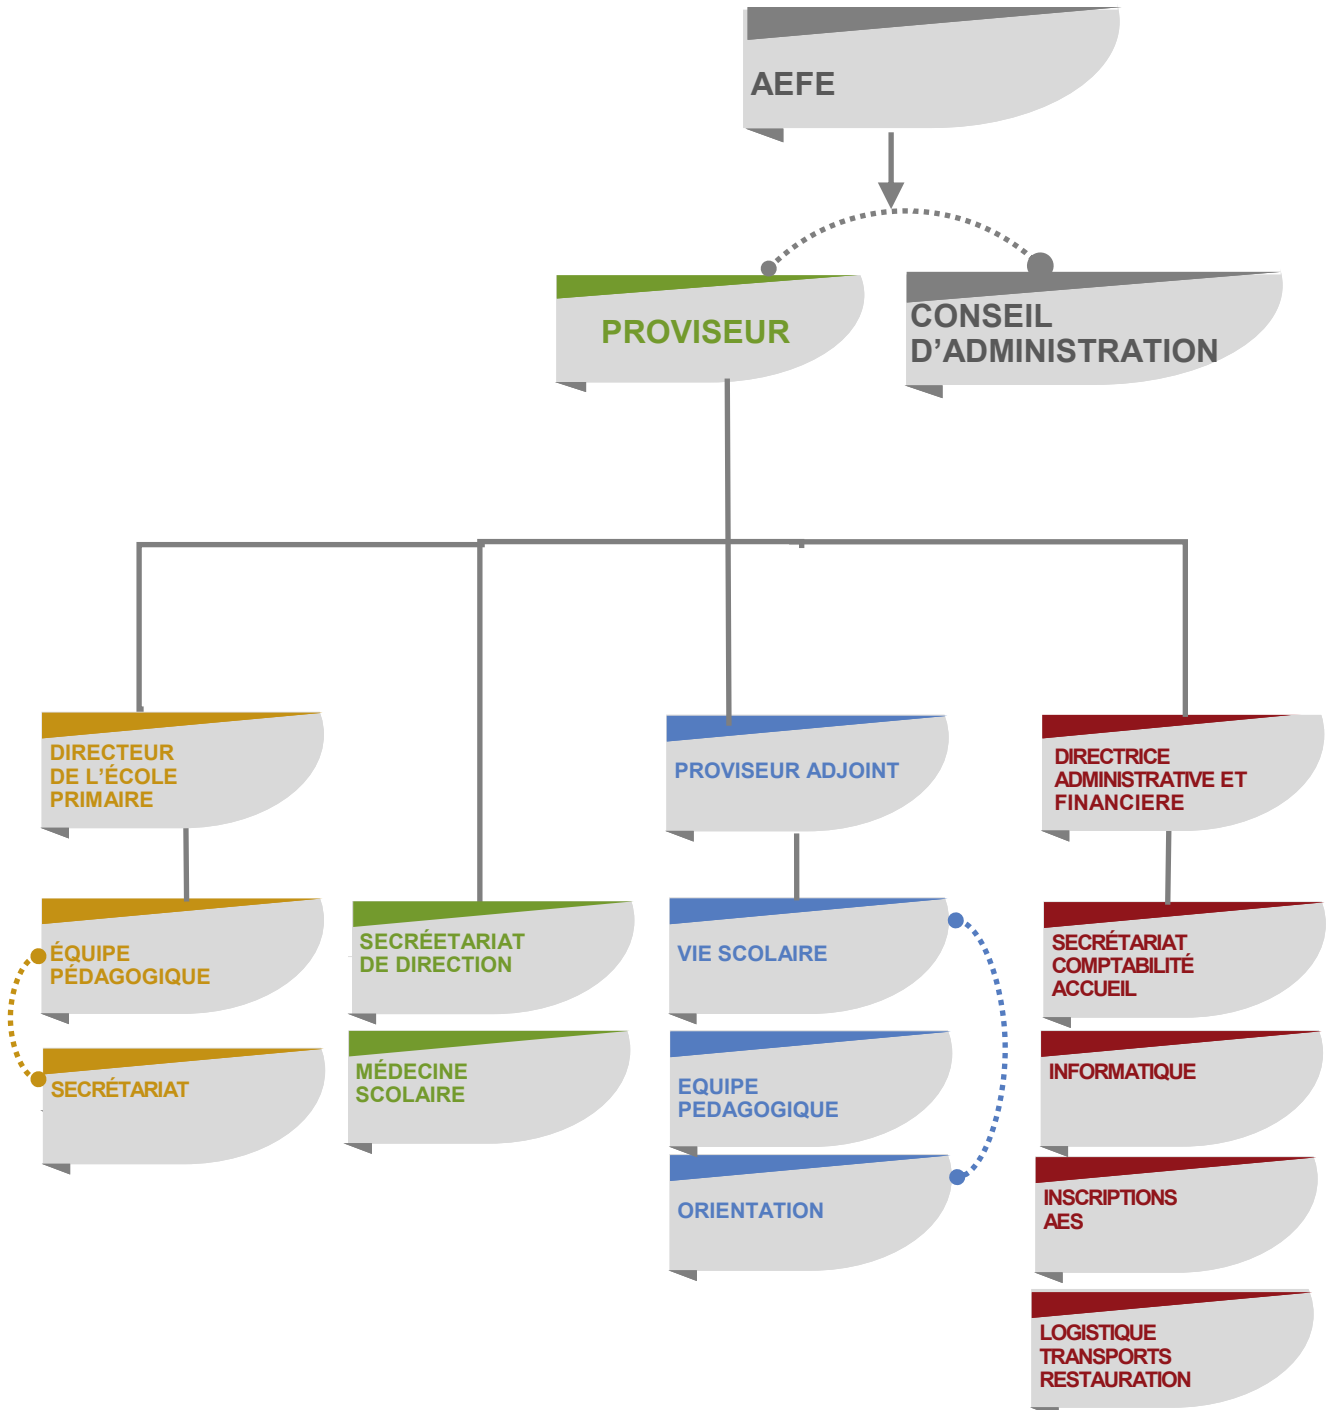 AEFE
PROVISEUR
CONSEIL
D’ADMINISTRATION
DIRECTEUR
DE L’ÉCOLE
PRIMAIRE
PROVISEUR ADJOINT
DIRECTRICE
ADMINISTRATIVE ET
FINANCIERE
ÉQUIPE
PÉDAGOGIQUE
SECRÉETARIAT
DE DIRECTION
VIE SCOLAIRE
SECRÉTARIAT
COMPTABILITÉ
ACCUEIL
SECRÉTARIAT
MÉDECINE
SCOLAIRE
EQUIPE
PEDAGOGIQUE
INFORMATIQUE
ORIENTATION
INSCRIPTIONS
AES
LOGISTIQUE
TRANSPORTS
RESTAURATION